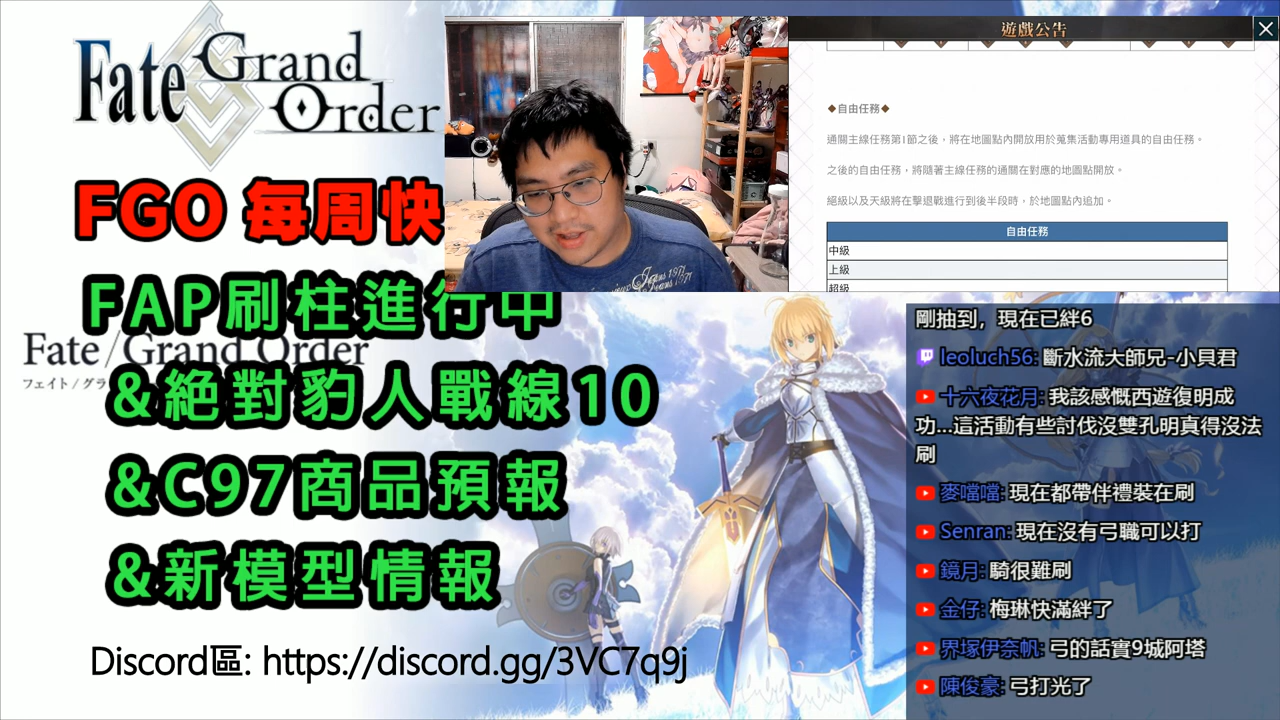 Fate Grand Order
FGO 每周快
FAP刷柱進行中
Fate/Grand Order
&絕對豹人戰線10
&C97商品預報
&新模型情報
Discord區: https://discord.gg/3VC7q9j
遊戲公告
◆自由任務◆
通關主線任務第1節之後，將在地圖點內開放用於蒐集活動專用道具的自由任務。
之後的自由任務，將隨著主線任務的通關在對應的地圖點開放。
絕級以及天級將在擊退戰進行到後半段時，於地圖點內追加。
自由任務
中級
上級
超級
剛抽到，現在已絆6
leoluch56: 斷水流大師兄-小貝君
十六夜花月: 我該感慨西遊復明成
功...這活動有些討伐沒雙孔明真得沒法
刷
麥噹噹: 現在都帶伴禮裝在刷
Senran: 現在沒有弓職可以打
鏡月: 騎很難刷
金仔: 梅琳快滿絆了
界塚伊奈帆: 弓的話實9城阿塔
陳俊豪: 弓打光了